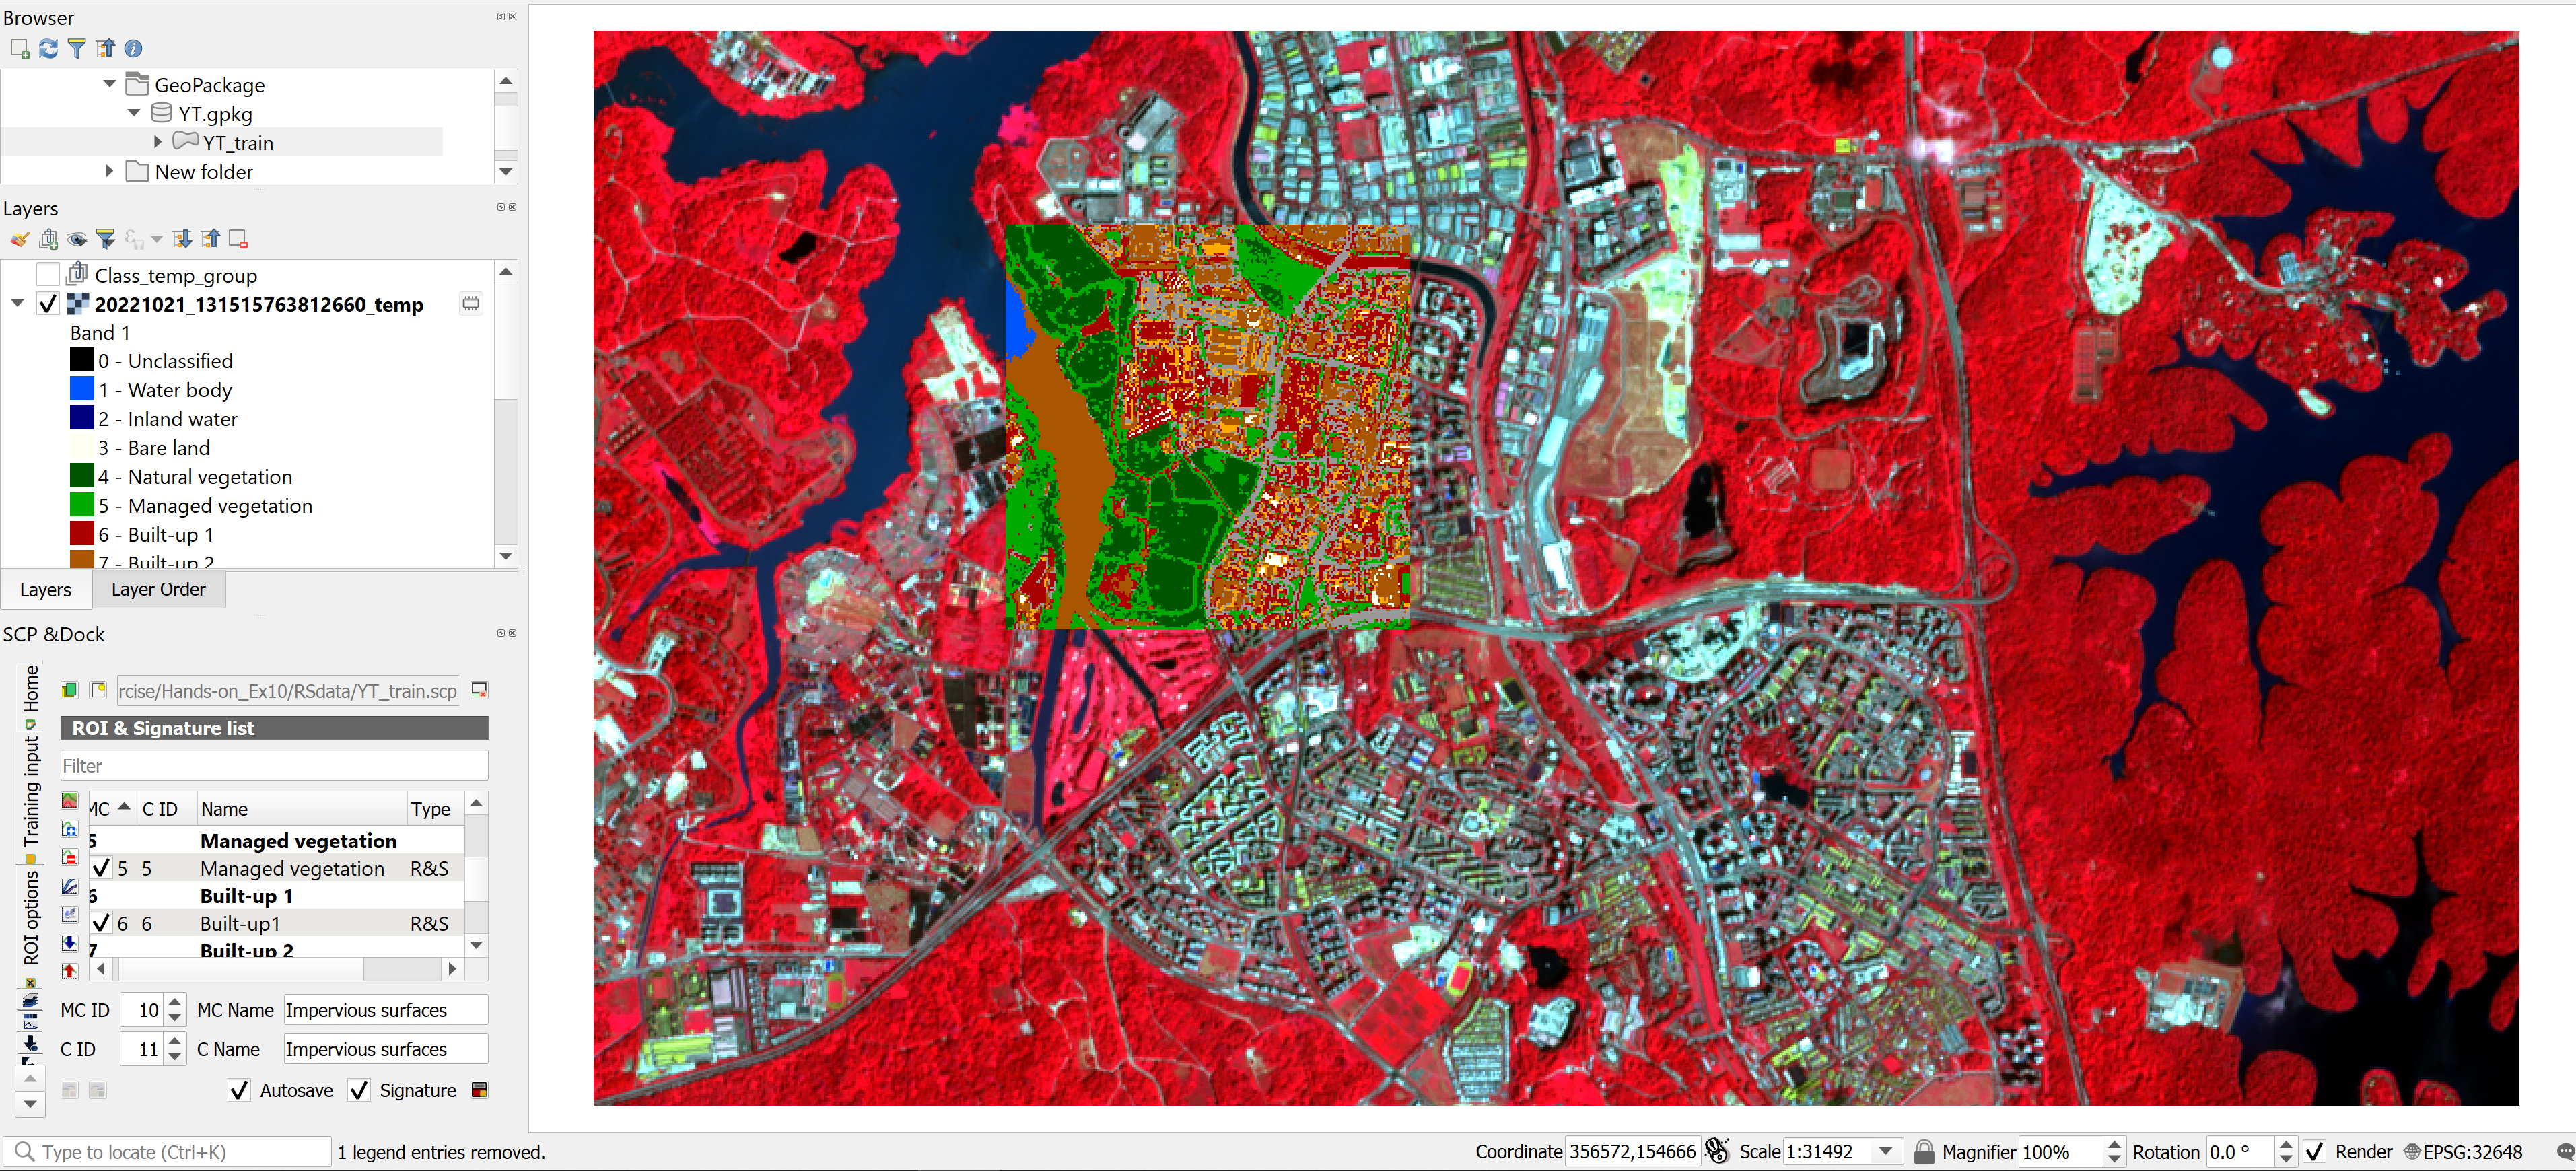 Browser
GeoPackage
YT.gpkg
YT_train
New folder
Layers
Class_temp_group
20221021_131515763812660_temp
Band 1
0 - Unclassified
1 - Water body
2 - Inland water
3 - Bare land
4 - Natural vegetation
5 - Managed vegetation
6 - Built-up 1
7 - Built-up 2
Layers Layer Order
SCP &Dock
Home
Training input
ROI options
rcise/Hands-on_Ex10/RSdata/YT_train.scp
ROI & Signature list
Filter
MC C ID Name Type
5 Managed vegetation
5 5 Managed vegetation R&S
6 Built-up 1
6 6 Built-up1 R&S
7 Built-up 2
MC ID 10 MC Name Impervious surfaces
C ID 11 C Name Impervious surfaces
Autosave Signature
Type to locate (Ctrl+K) 1 legend entries removed. Coordinate 356572,154666 Scale 1:31492 Magnifier 100% Rotation 0.0 ° Render EPSG:32648